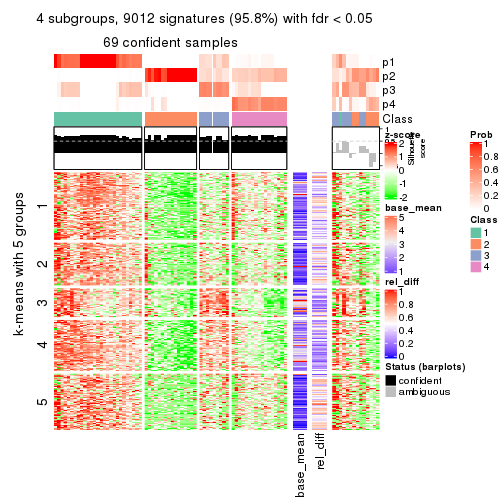 4 subgroups, 9012 signatures (95.8%) with fdr < 0.05
69 confident samples
p1
p2
p3
p4
Class
1
Silhouette
score
k-means with 5 groups
1
2
3
4
5
base_mean
rel_diff
z-score
2
1
0
-1
-2
base_mean
5
4
3
2
1
rel_diff
1
0.8
0.6
0.4
0.2
0
Status (barplots)
confident
ambiguous
Prob
1
0.8
0.6
0.4
0.2
0
Class
1
2
3
4